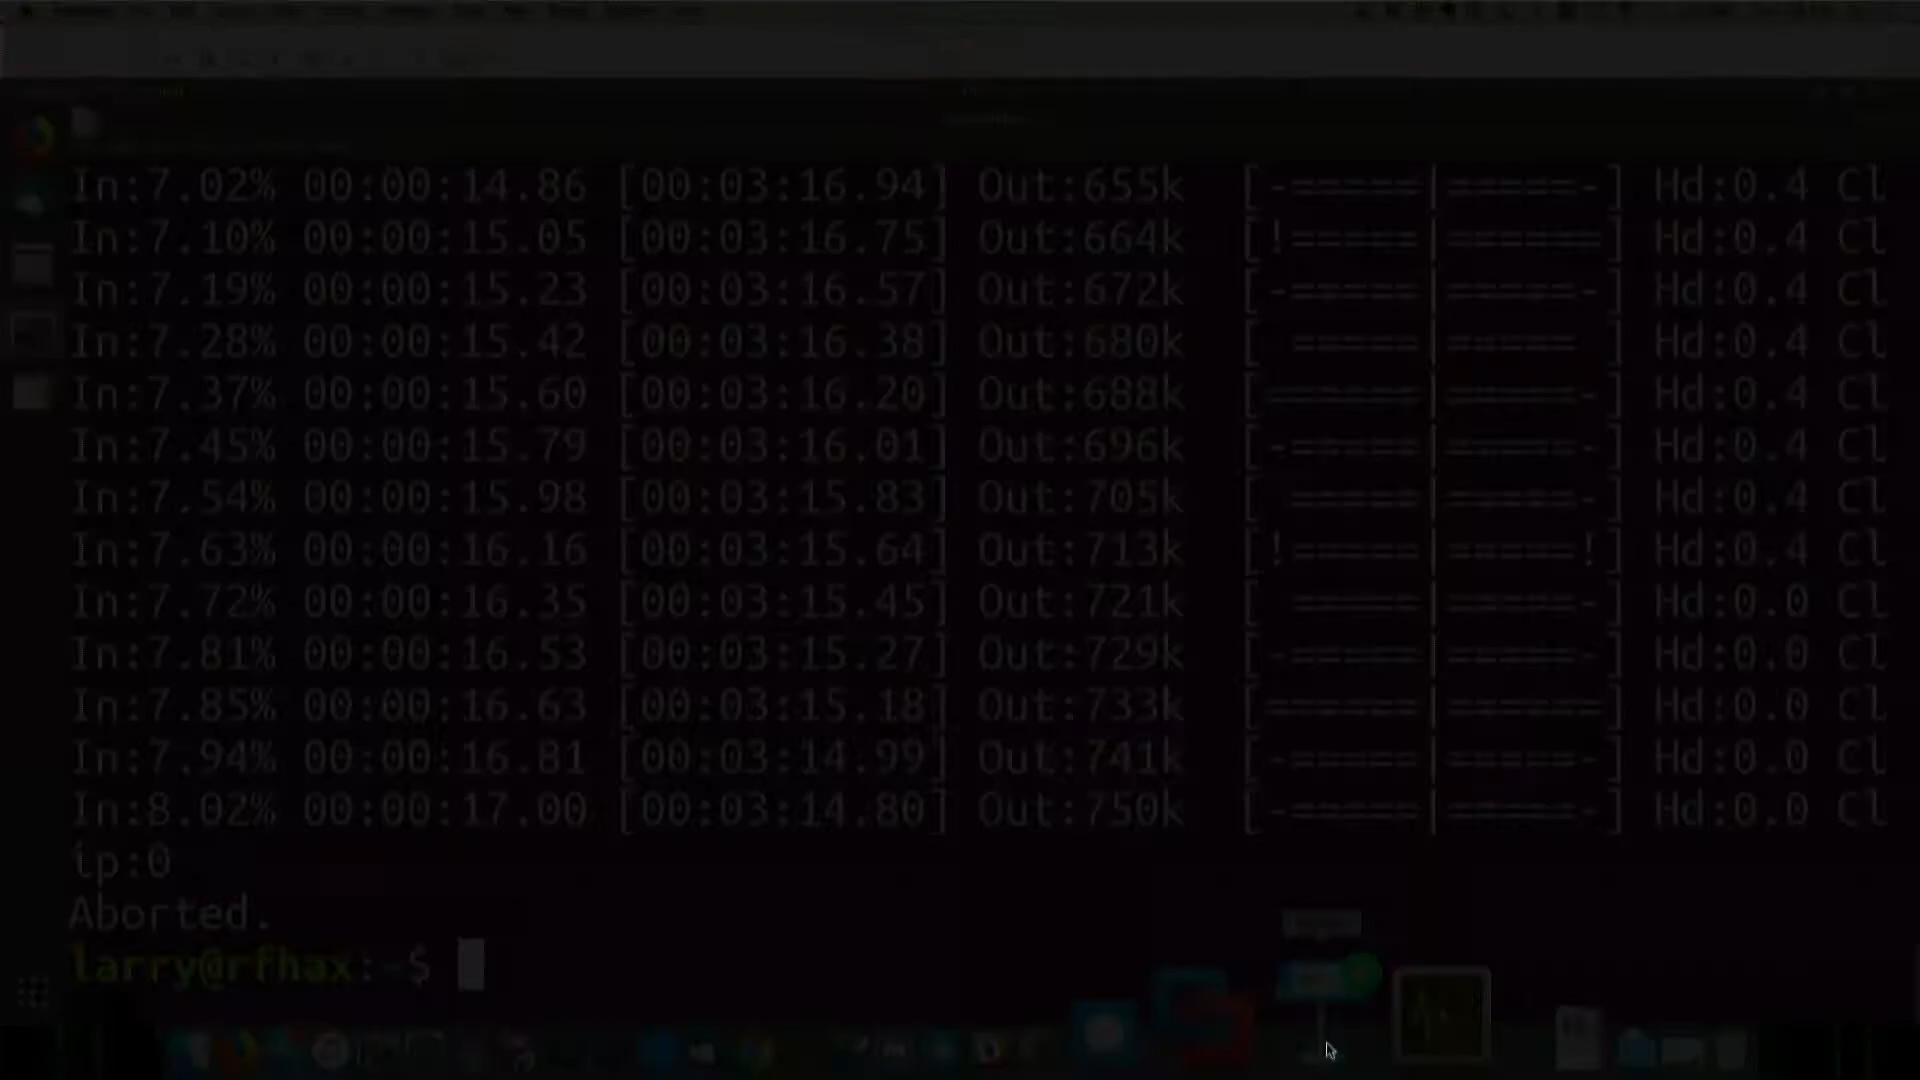 In:7.02% 00:00:14.86 [00:03:16.94] Out:655k [-======|=====-] Hd:0.4 Cl
In:7.10% 00:00:15.05 [00:03:16.75] Out:664k [!=====|======] Hd:0.4 Cl
In:7.19% 00:00:15.23 [00:03:16.57] Out:672k [-=====|=====-] Hd:0.4 Cl
In:7.28% 00:00:15.42 [00:03:16.38] Out:680k [ =====|===== ] Hd:0.4 Cl
In:7.37% 00:00:15.60 [00:03:16.20] Out:688k [======|=====-] Hd:0.4 Cl
In:7.45% 00:00:15.79 [00:03:16.01] Out:696k [-=====|=====-] Hd:0.4 Cl
In:7.54% 00:00:15.98 [00:03:15.83] Out:705k [ =====|=====-] Hd:0.4 Cl
In:7.63% 00:00:16.16 [00:03:15.64] Out:713k [!=====|=====!] Hd:0.4 Cl
In:7.72% 00:00:16.35 [00:03:15.45] Out:721k [ =====|=====-] Hd:0.0 Cl
In:7.81% 00:00:16.53 [00:03:15.27] Out:729k [-=====|=====-] Hd:0.0 Cl
In:7.85% 00:00:16.63 [00:03:15.18] Out:733k [======|======] Hd:0.0 Cl
In:7.94% 00:00:16.81 [00:03:14.99] Out:741k [-=====|=====-] Hd:0.0 Cl
In:8.02% 00:00:17.00 [00:03:14.80] Out:750k [-=====|=====-] Hd:0.0 Cl
ip:0
Aborted.
larry@rfhax:~$